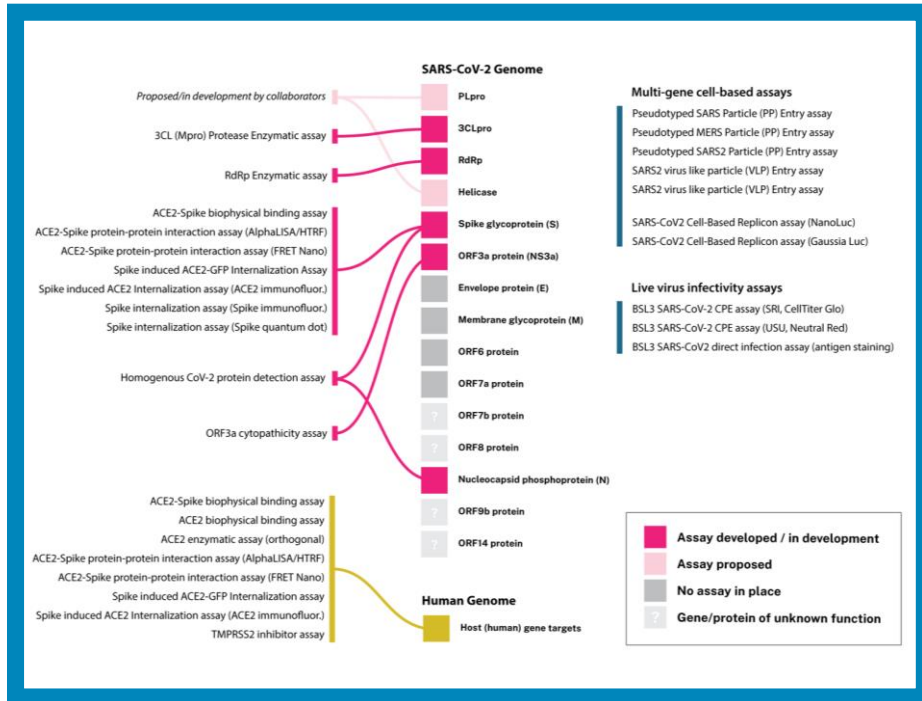 SARS-CoV-2 Genome
Proposed/in development by collaborators
3CL (Mpro) Protease Enzymatic assay
RdRp Enzymatic assay
ACE2-Spike biophysical binding assay
ACE2-Spike protein-protein interaction assay (AlphaLISA/HTRF)
ACE2-Spike protein-protein interaction assay (FRET Nano)
Spike induced ACE2-GFP Internalization Assay
Spike induced ACE2 Internalization assay (ACE2 immunofluor.)
Spike internalization assay (Spike immunofluor.)
Spike internalization assay (Spike quantum dot)
Homogenous CoV-2 protein detection assay
ORF3a cytopathicity assay
ACE2-Spike biophysical binding assay
ACE2 biophysical binding assay
ACE2 enzymatic assay (orthogonal)
ACE2-Spike protein-protein interaction assay (AlphaLISA/HTRF)
ACE2-Spike protein-protein interaction assay (FRET Nano)
Spike induced ACE2-GFP Internalization assay
Spike induced ACE2 Internalization assay (ACE2 immunofluor.)
TMPRSS2 inhibitor assay
PLpro
3CLpro
RdRp
Helicase
Spike glycoprotein (S)
ORF3a protein (NS3a)
Envelope protein (E)
Membrane glycoprotein (M)
ORF6 protein
ORF7a protein
? ORF7b protein
? ORF8 protein
Nucleocapsid phosphoprotein (N)
? ORF9b protein
? ORF14 protein
Human Genome
Host (human) gene targets
Multi-gene cell-based assays
Pseudotyped SARS Particle (PP) Entry assay
Pseudotyped MERS Particle (PP) Entry assay
Pseudotyped SARS2 Particle (PP) Entry assay
SARS2 virus like particle (VLP) Entry assay
SARS2 virus like particle (VLP) Entry assay
SARS-CoV2 Cell-Based Replicon assay (NanoLuc)
SARS-CoV2 Cell-Based Replicon assay (Gaussia Luc)
Live virus infectivity assays
BSL3 SARS-CoV-2 CPE assay (SRI, CellTiter Glo)
BSL3 SARS-CoV-2 CPE assay (USU, Neutral Red)
BSL3 SARS-CoV2 direct infection assay (antigen staining)
Assay developed / in development
Assay proposed
No assay in place
? Gene/protein of unknown function